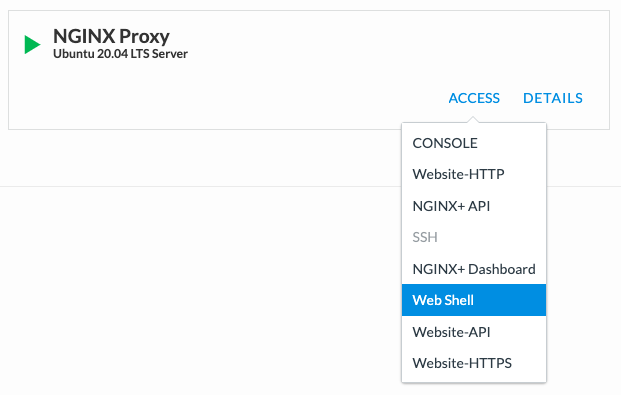 NGINX Proxy
Ubuntu 20.04 LTS Server
ACCESS DETAILS
CONSOLE
Website-HTTP
NGINX+ API
SSH
NGINX+ Dashboard
Web Shell
Website-API
Website-HTTPS